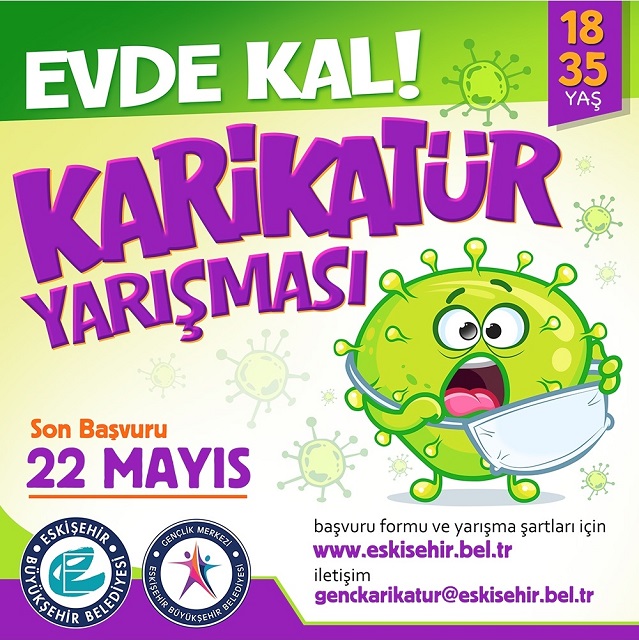 EVDE KAL!
18
35
YAŞ
KARİKATÜR
YARIŞMASI
Son Başvuru
22 MAYIS
ESKİŞEHİR
BÜYÜKŞEHİR BELEDİYESİ
GENÇLİK MERKEZİ
ESKİŞEHİR BÜYÜKŞEHİR BELEDİYESİ
başvuru formu ve yarışma şartları için
www.eskisehir.bel.tr
iletişim
genckarikatur@eskisehir.bel.tr